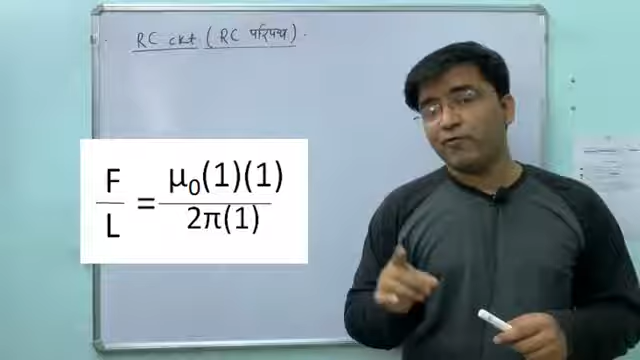 RC ckt ( RC परिपथ ).
F/L = μ₀(1)(1)/2π(1)